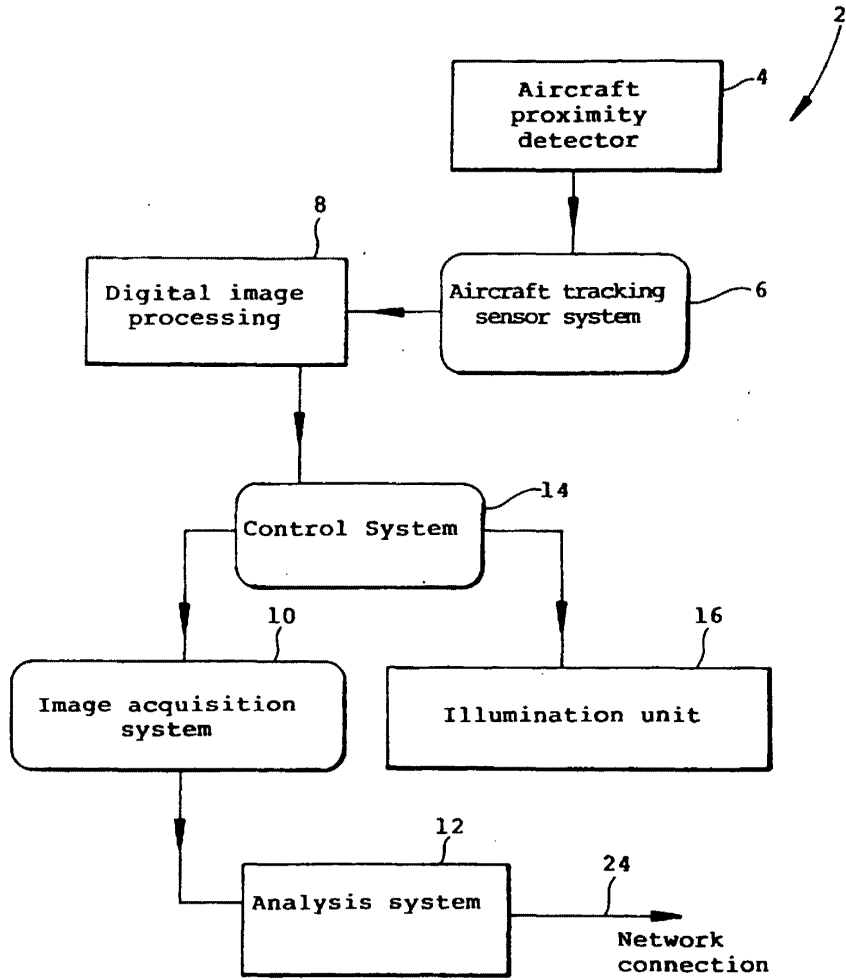 2
Aircraft
proximity
detector
4
8
Digital image
processing
Aircraft tracking
sensor system
6
14
Control System
10
16
Image acquisition
system
Illumination unit
12
Analysis system
24
Network
connection